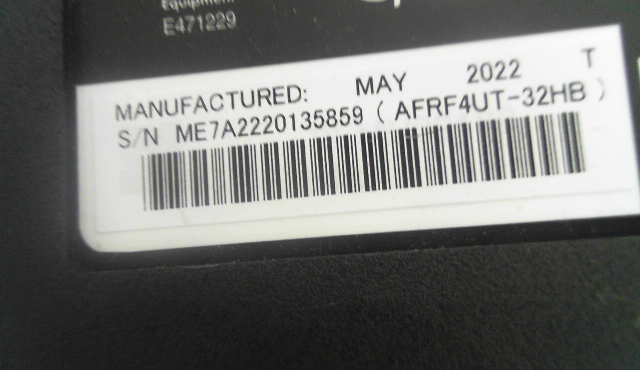 Equipment
E471229
MANUFACTURED: MAY 2022 T
S/N ME7A2220135859 ( AFRF4UT-32HB )